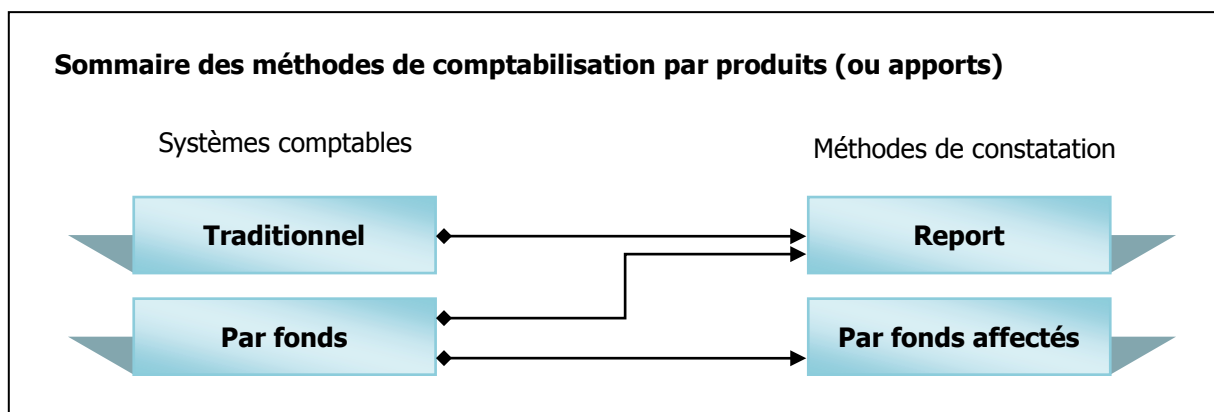 Sommaire des méthodes de comptabilisation par produits (ou apports)
Systèmes comptables
Méthodes de constatation
Traditionnel
Report
Par fonds
Par fonds affectés